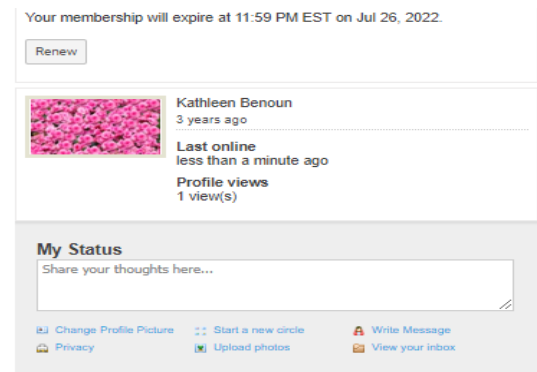 Your membership will expire at 11:59 PM EST on Jul 26, 2022.
Renew
Kathleen Benoun
3 years ago
Last online
less than a minute ago
Profile views
1 view(s)
My Status
Share your thoughts here...
Change Profile Picture
Start a new circle
Write Message
Privacy
Upload photos
View your inbox